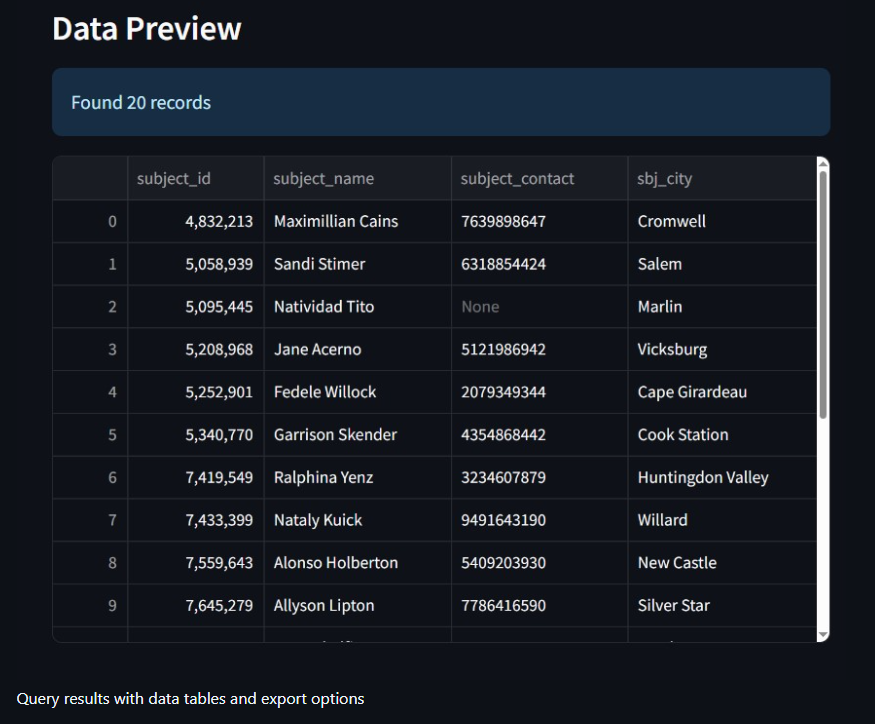 Data Preview
Found 20 records
subject_id subject_name subject_contact sbj_city
0 4,832,213 Maximillian Cains 7639898647 Cromwell
1 5,058,939 Sandi Stimer 6318854424 Salem
2 5,095,445 Natividad Tito None Marlin
3 5,208,968 Jane Acerno 5121986942 Vicksburg
4 5,252,901 Fedele Willock 2079349344 Cape Girardeau
5 5,340,770 Garrison Skender 4354868442 Cook Station
6 7,419,549 Ralphina Yenz 3234607879 Huntingdon Valley
7 7,433,399 Nataly Kuick 9491643190 Willard
8 7,559,643 Alonso Holberton 5409203930 New Castle
9 7,645,279 Allyson Lipton 7786416590 Silver Star
Query results with data tables and export options